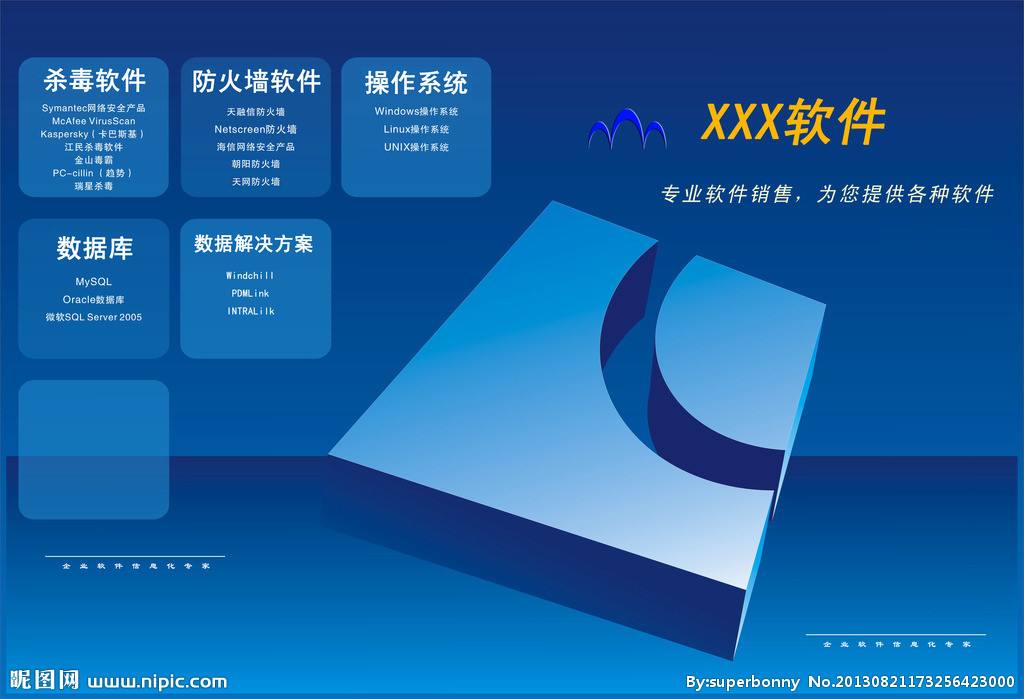 杀毒软件
Symantec网络安全产品
McAfee VirusScan
Kaspersky（卡巴斯基）
江民杀毒软件
金山毒霸
PC-cillin （趋势）
瑞星杀毒
防火墙软件
天融信防火墙
Netscreen防火墙
海信网络安全产品
朝阳防火墙
天网防火墙
操作系统
Windows操作系统
Linux操作系统
UNIX操作系统
XXX软件
专业软件销售，为您提供各种软件
数据库
MySQL
Oracle数据库
微软SQL Server 2005
数据解决方案
Windchill
PDMLink
INTRALilk
企业软件信息化专家
企业软件信息化专家
昵图网 www.nipic.com
By:superbonny No.20130821173256423000